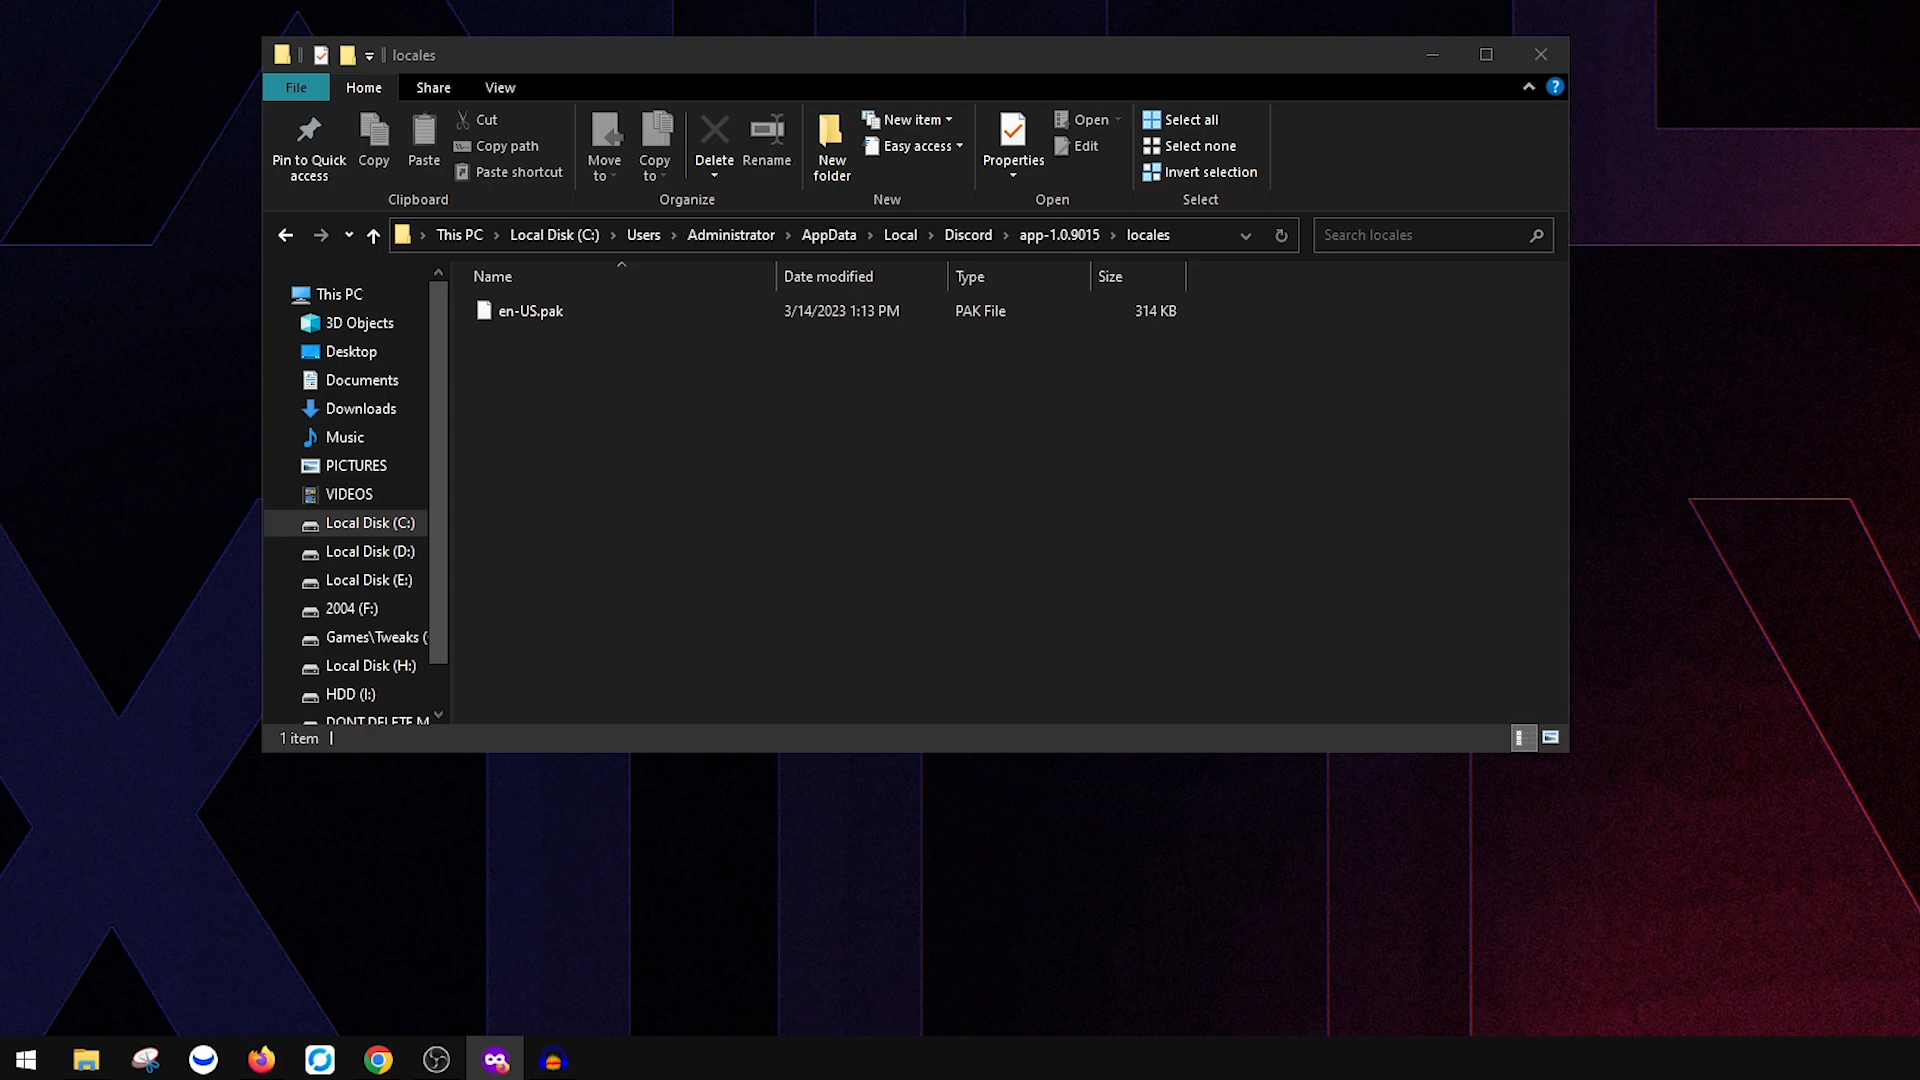 locales
File Home Share View
Pin to Quick access
Copy
Paste
Cut
Copy path
Paste shortcut
Clipboard
Move to
Copy to
Delete
Rename
Organize
New folder
New item
Easy access
New
Properties
Open
Edit
Open
Select all
Select none
Invert selection
Select
This PC > Local Disk (C:) > Users > Administrator > AppData > Local > Discord > app-1.0.9015 > locales
Search locales
Name Date modified Type Size
en-US.pak 3/14/2023 1:13 PM PAK File 314 KB
This PC
3D Objects
Desktop
Documents
Downloads
Music
PICTURES
VIDEOS
Local Disk (C:)
Local Disk (D:)
Local Disk (E:)
2004 (F:)
Games\Tweaks (
Local Disk (H:)
HDD (I:)
DONT DELETE M
1 item